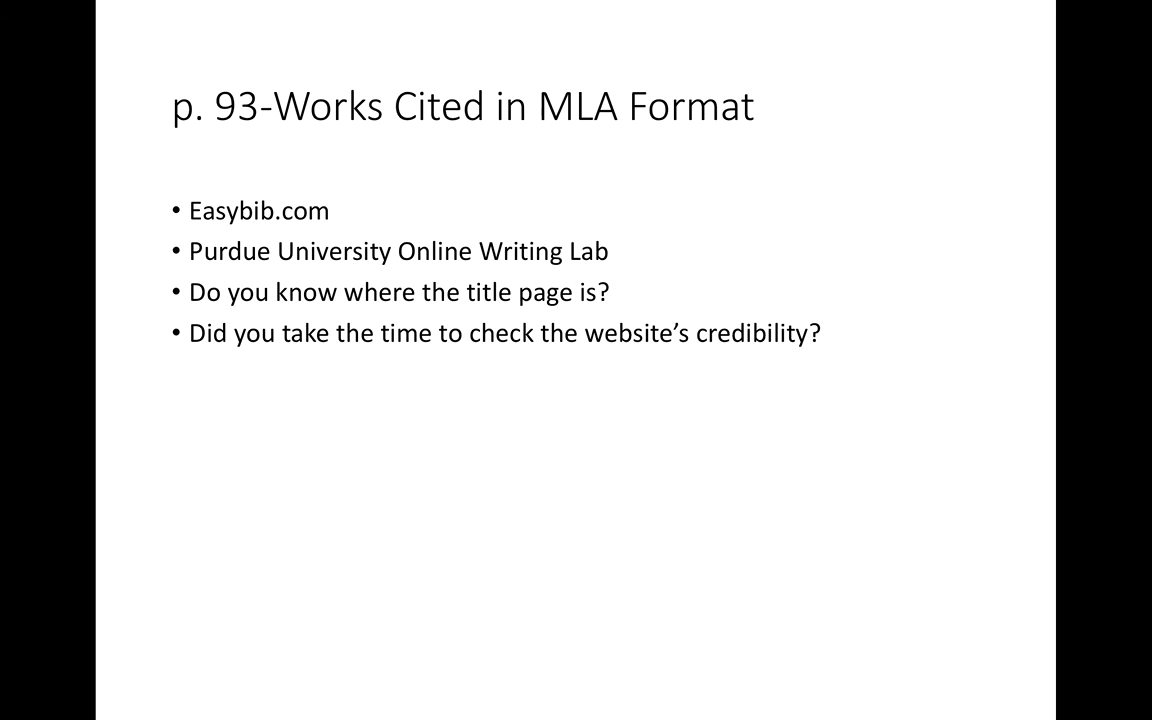 p. 93-Works Cited in MLA Format
• Easybib.com
• Purdue University Online Writing Lab
• Do you know where the title page is?
• Did you take the time to check the website’s credibility?